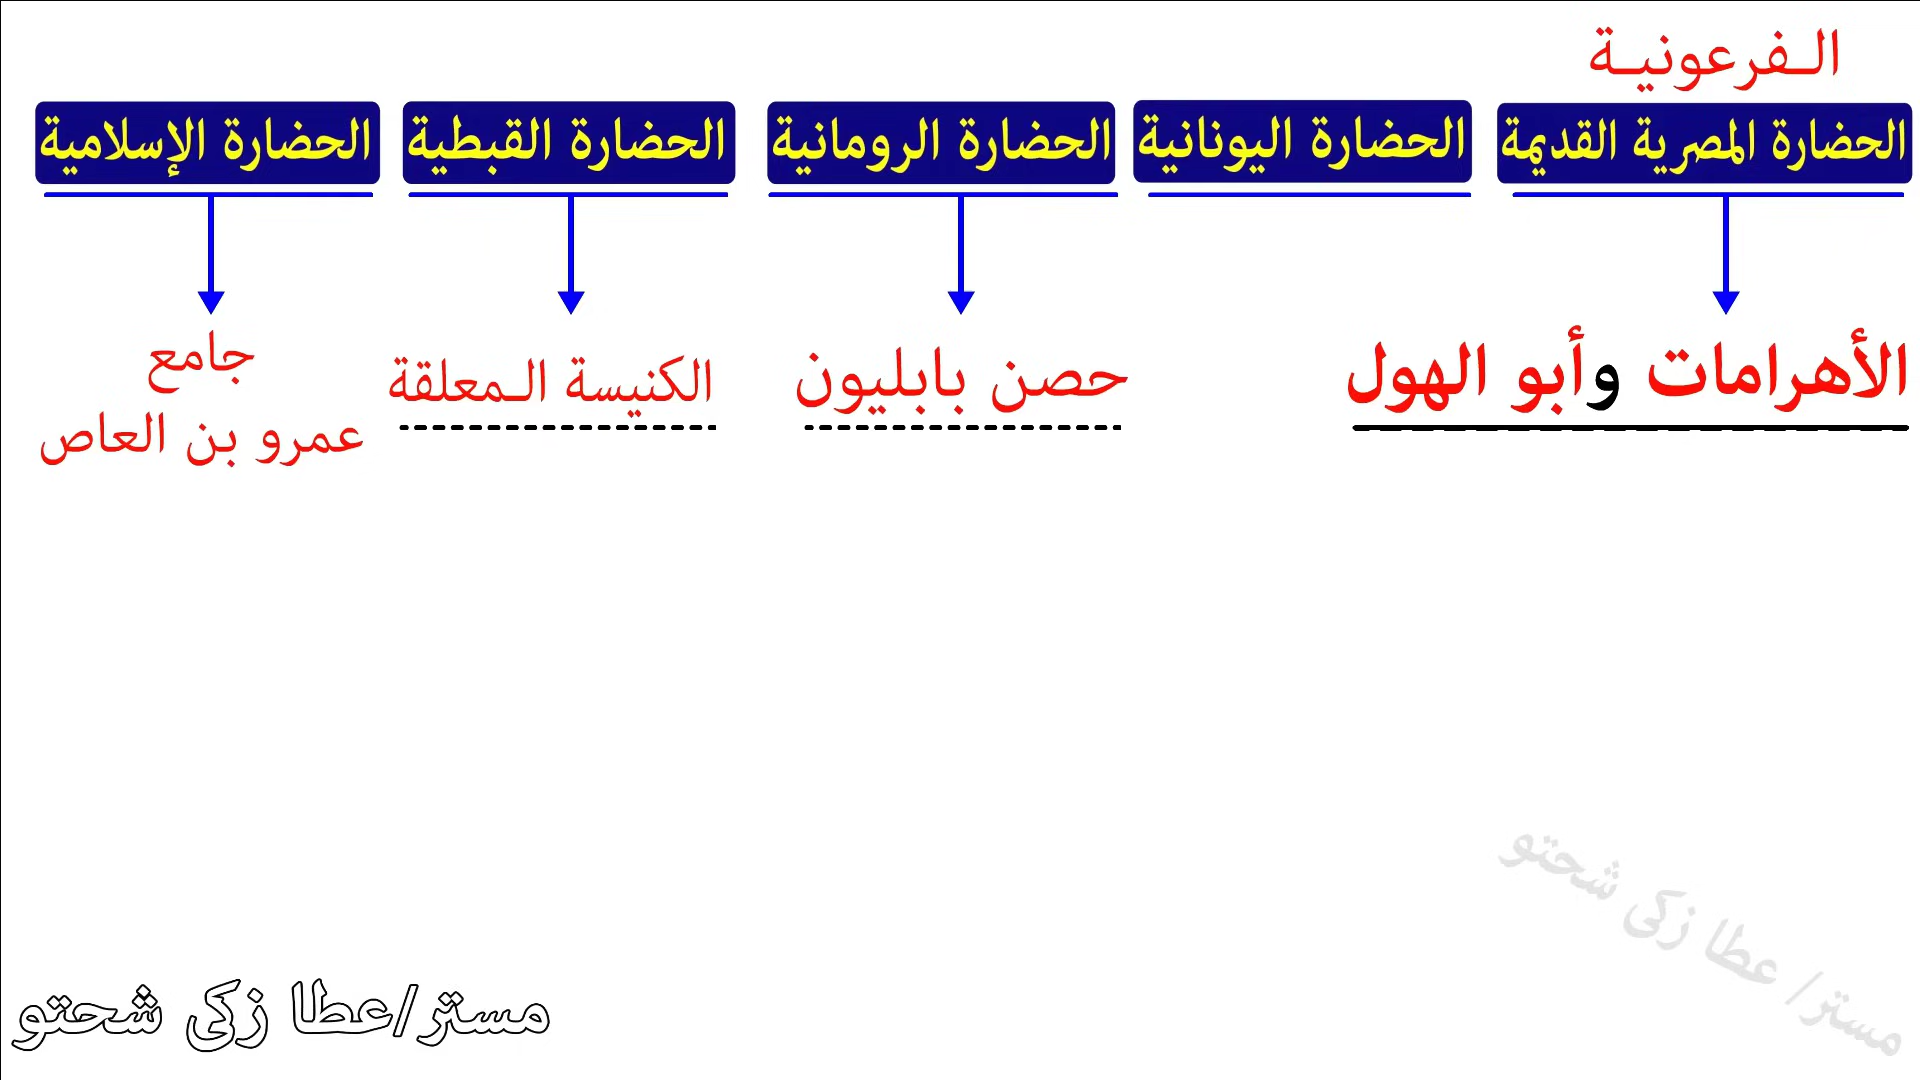 الـفرعونيـة
الحضارة المصرية القديمة
الحضارة اليونانية
الحضارة الرومانية
الحضارة القبطية
الحضارة الإسلامية
الأهرامات وأبو الهول
حصن بابليون
الكنيسة الـمعلقة
جامع
عمرو بن العاص
مستر/ عطا زكى شحتو
مستر/عطا زكى شحتو